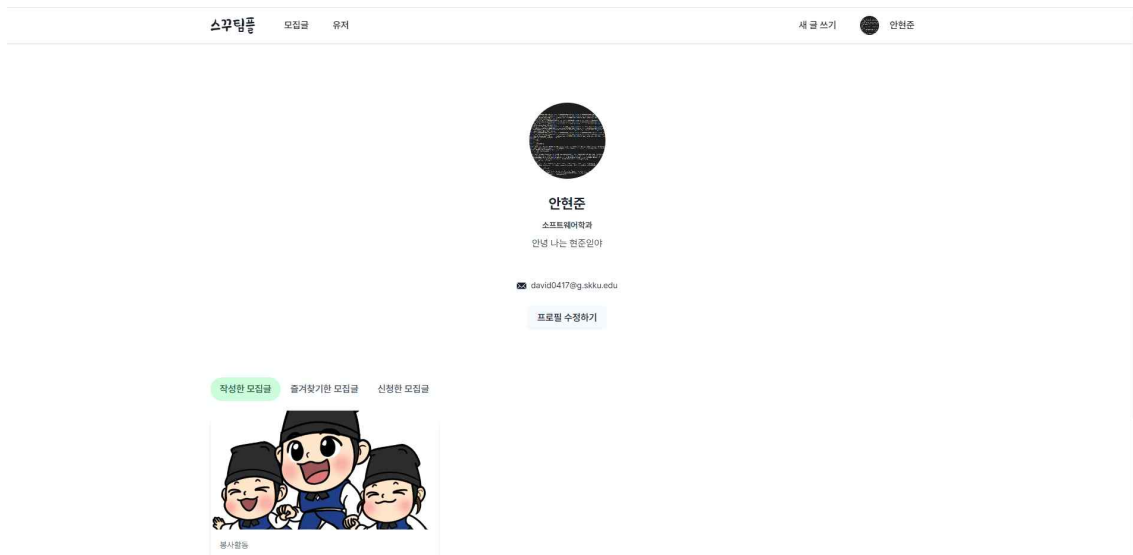 스꾸팀플 모집글 유저 새 글 쓰기 안현준
안현준
소프트웨어학과
안녕 나는 현준읻야
david0417@g.skku.edu
프로필 수정하기
작성한 모집글 즐겨찾기한 모집글 신청한 모집글
봉사활동